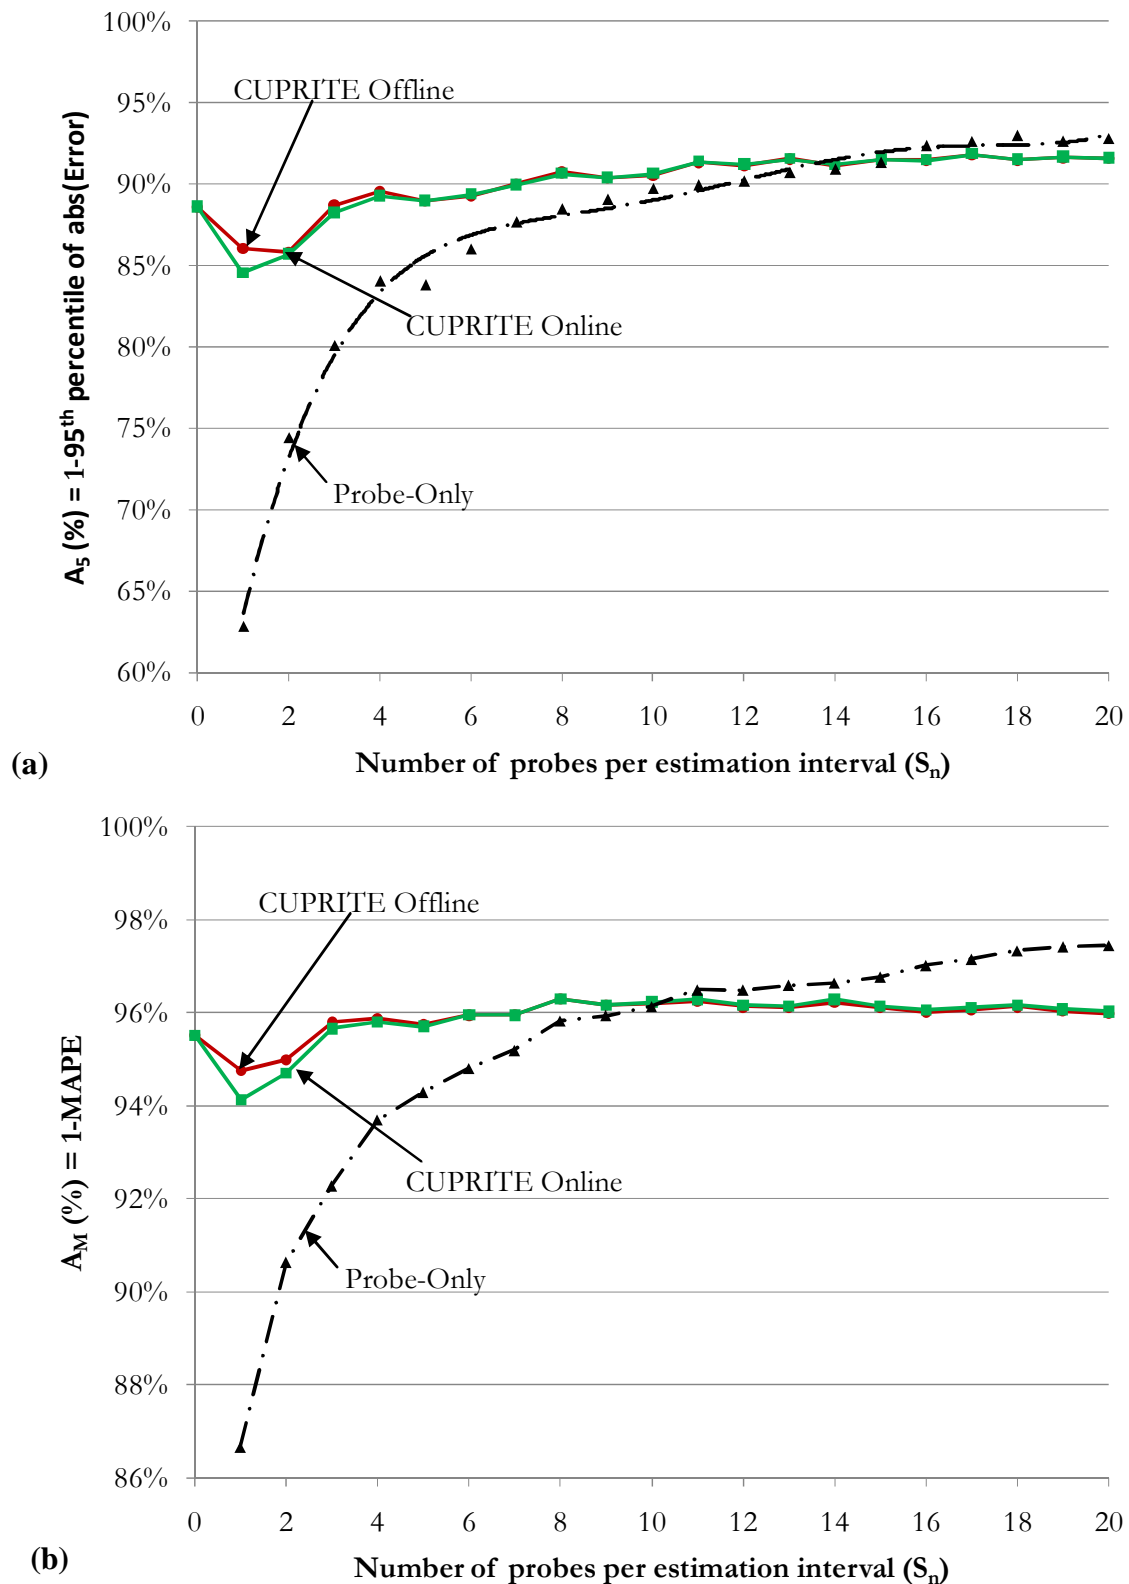 100%
95%
90%
85%
80%
75%
70%
65%
60%
A₅ (%) = 1-95ᵗʰ percentile of abs(Error)
CUPRITE Offline
CUPRITE Online
Probe-Only
0 2 4 6 8 10 12 14 16 18 20
(a)
Number of probes per estimation interval (Sₙ)
100%
98%
96%
94%
92%
90%
88%
86%
A_M (%) = 1-MAPE
CUPRITE Offline
CUPRITE Online
Probe-Only
0 2 4 6 8 10 12 14 16 18 20
(b)
Number of probes per estimation interval (Sₙ)